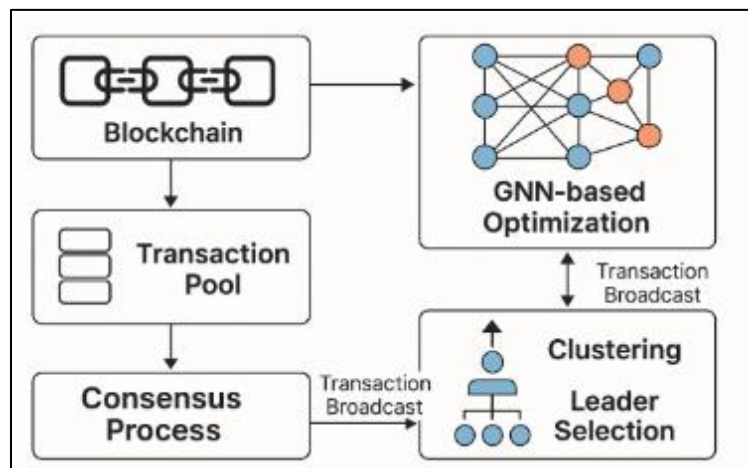 Blockchain
GNN-based
Optimization
Transaction
Pool
Transaction
Broadcast
Consensus
Process
Transaction
Broadcast
Clustering
Leader
Selection